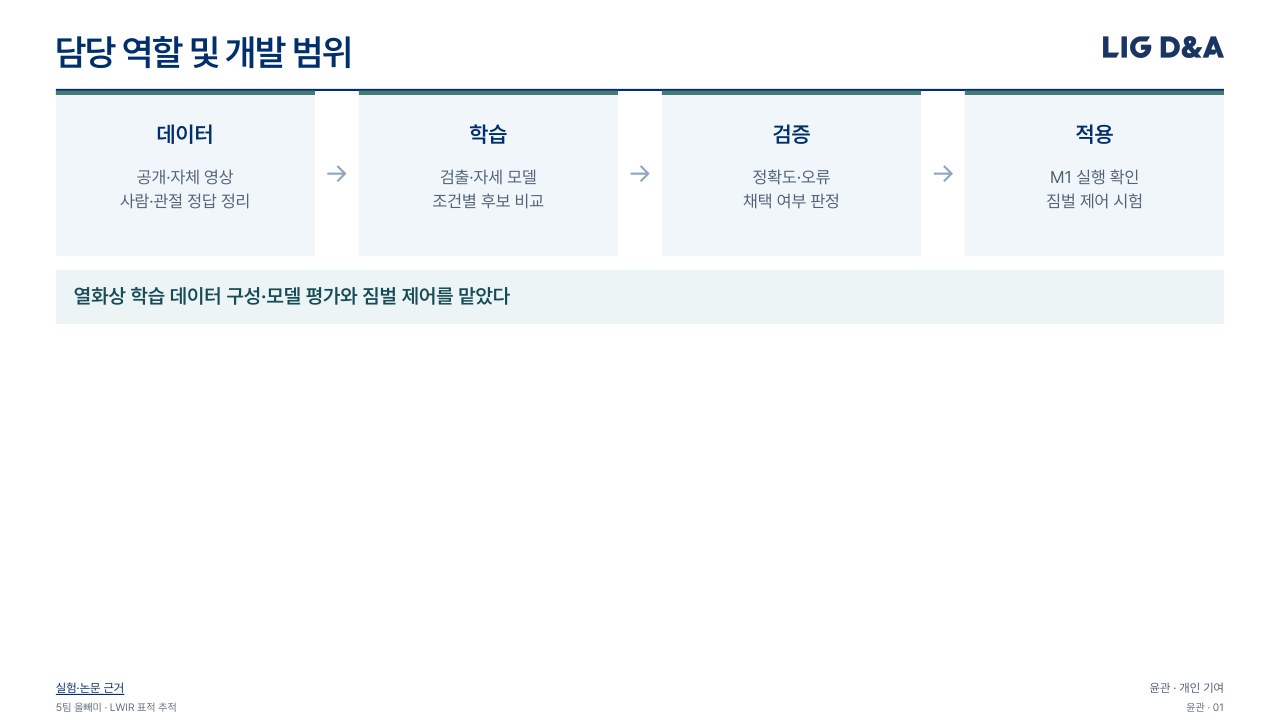 담당 역할 및 개발 범위
LIG D&A
데이터
공개·자체 영상
사람·관절 정답 정리
→
학습
검출·자세 모델
조건별 후보 비교
→
검증
정확도·오류
채택 여부 판정
→
적용
M1 실행 확인
짐벌 제어 시험
열화상 학습 데이터 구성·모델 평가와 짐벌 제어를 맡았다
실험·논문 근거
5팀 올빼미 · LWIR 표적 추적
윤관 · 개인 기여
윤관 · 01